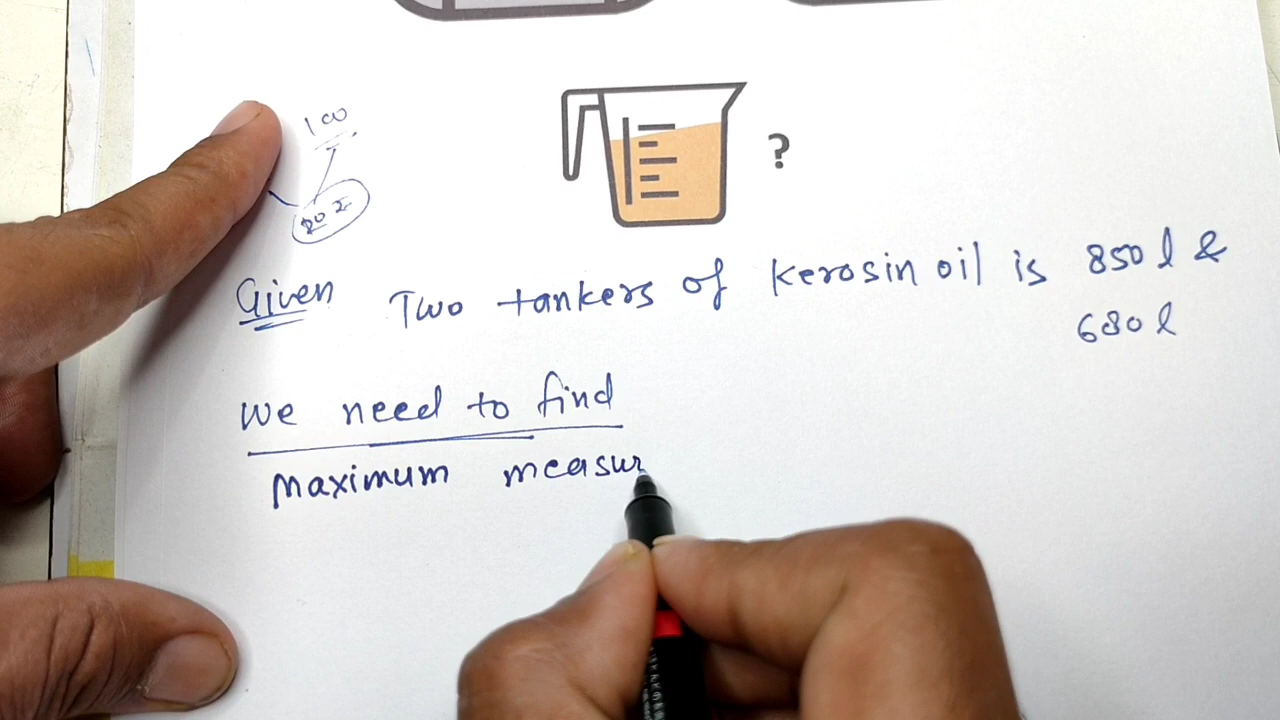 100
?
Given Two tankers of kerosin oil is 850 l &
680 l
We need to find
Maximum measur